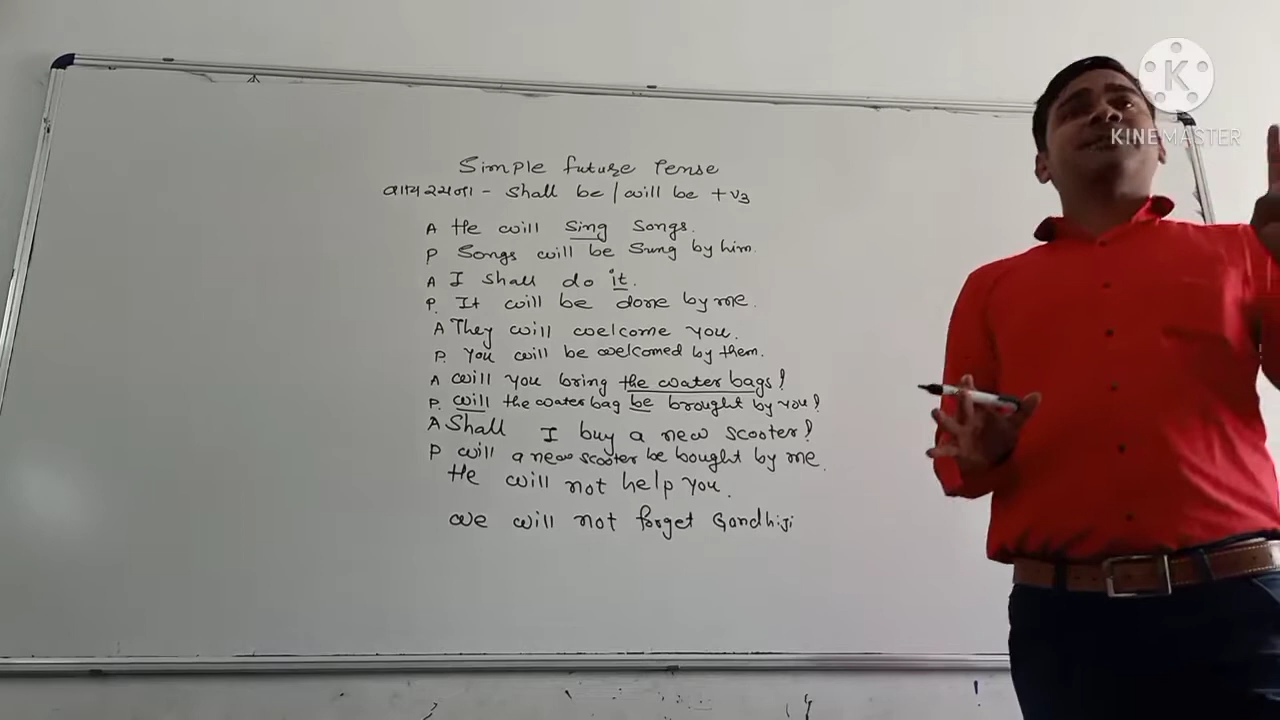 Simple future Tense
વાક્યરચના - Shall be / will be + V3
A He will sing songs.
P Songs will be sung by him.
A I shall do it.
P. It will be done by me.
A They will welcome you.
P. You will be welcomed by them.
A Will you bring the water bags?
P. Will the water bag be brought by you?
A Shall I buy a new scooter?
P Will a new scooter be bought by me.
He will not help you.
We will not forget Gandhiji
K
KINEMASTER